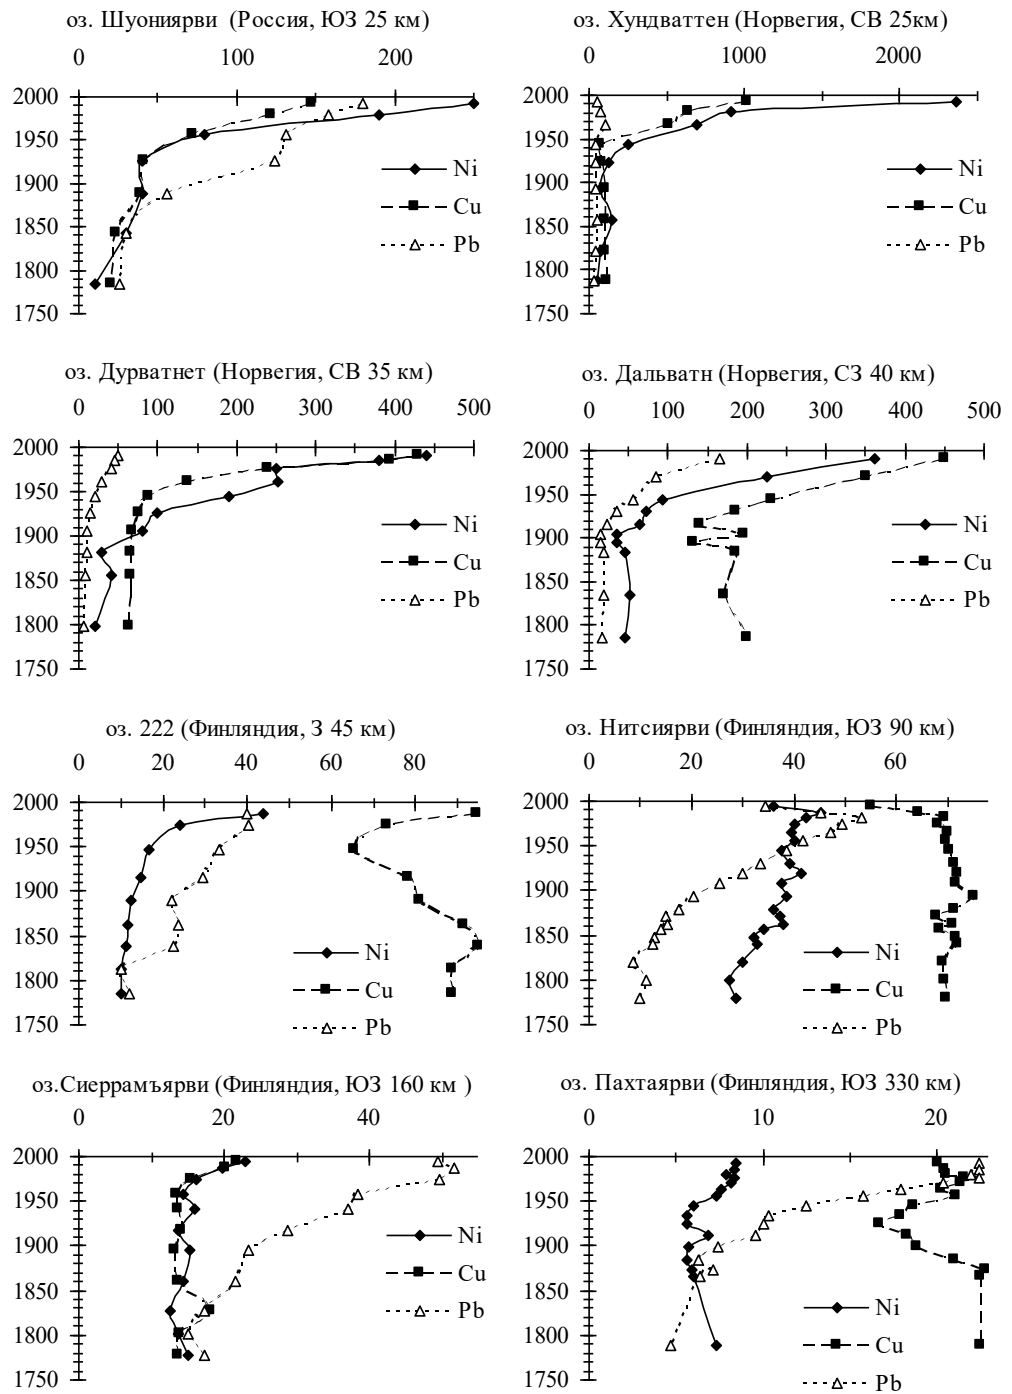 оз. Шуониярви (Россия, ЮЗ 25 км)
0 100 200
2000
1950
1900
1850
1800
1750
Ni
Cu
Pb
оз. Хундваттен (Норвегия, СВ 25км)
0 1000 2000
2000
1950
1900
1850
1800
1750
Ni
Cu
Pb
оз. Дурватнет (Норвегия, СВ 35 км)
0 100 200 300 400 500
2000
1950
1900
1850
1800
1750
Ni
Cu
Pb
оз. Дальватн (Норвегия, СЗ 40 км)
0 100 200 300 400 500
2000
1950
1900
1850
1800
1750
Ni
Cu
Pb
оз. 222 (Финляндия, З 45 км)
0 20 40 60 80
2000
1950
1900
1850
1800
1750
Ni
Cu
Pb
оз. Нитсиярви (Финляндия, ЮЗ 90 км)
0 20 40 60
2000
1950
1900
1850
1800
1750
Ni
Cu
Pb
оз.Сиеррамъярви (Финляндия, ЮЗ 160 км )
0 20 40
2000
1950
1900
1850
1800
1750
Ni
Cu
Pb
оз. Пахтаярви (Финляндия, ЮЗ 330 км)
0 10 20
2000
1950
1900
1850
1800
1750
Ni
Cu
Pb